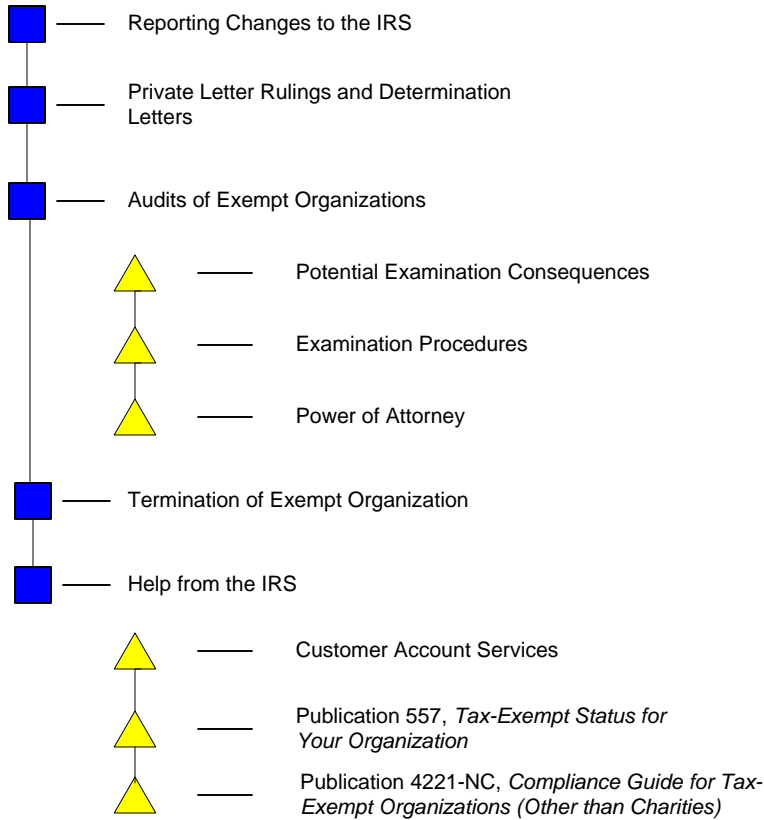 Reporting Changes to the IRS
Private Letter Rulings and Determination
Letters
Audits of Exempt Organizations
Potential Examination Consequences
Examination Procedures
Power of Attorney
Termination of Exempt Organization
Help from the IRS
Customer Account Services
Publication 557, Tax-Exempt Status for
Your Organization
Publication 4221-NC, Compliance Guide for Tax-
Exempt Organizations (Other than Charities)